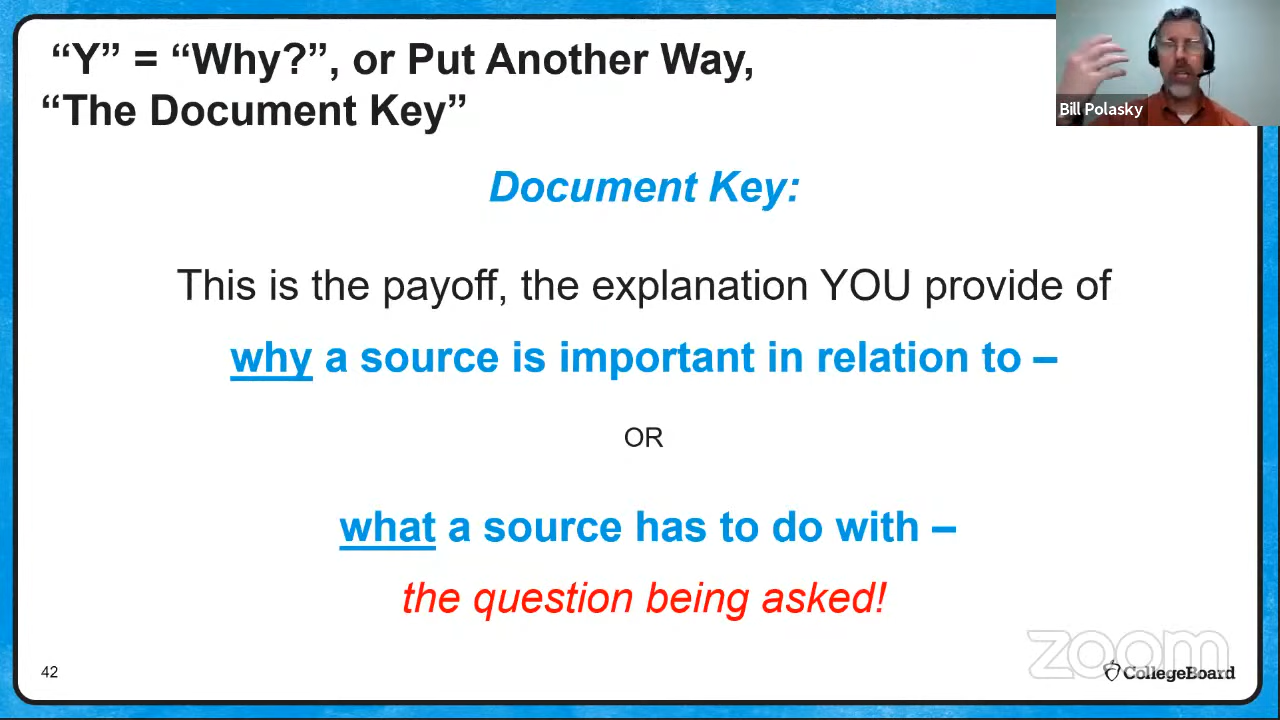 “Y” = “Why?”, or Put Another Way,
“The Document Key”
Bill Polasky
Document Key:
This is the payoff, the explanation YOU provide of
why a source is important in relation to –
OR
what a source has to do with –
the question being asked!
zoom
42
CollegeBoard